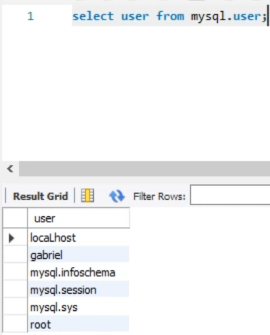 1 select user from mysql.user;
Result Grid Filter Rows:
user
locaLhost
gabriel
mysql.infoschema
mysql.session
mysql.sys
root